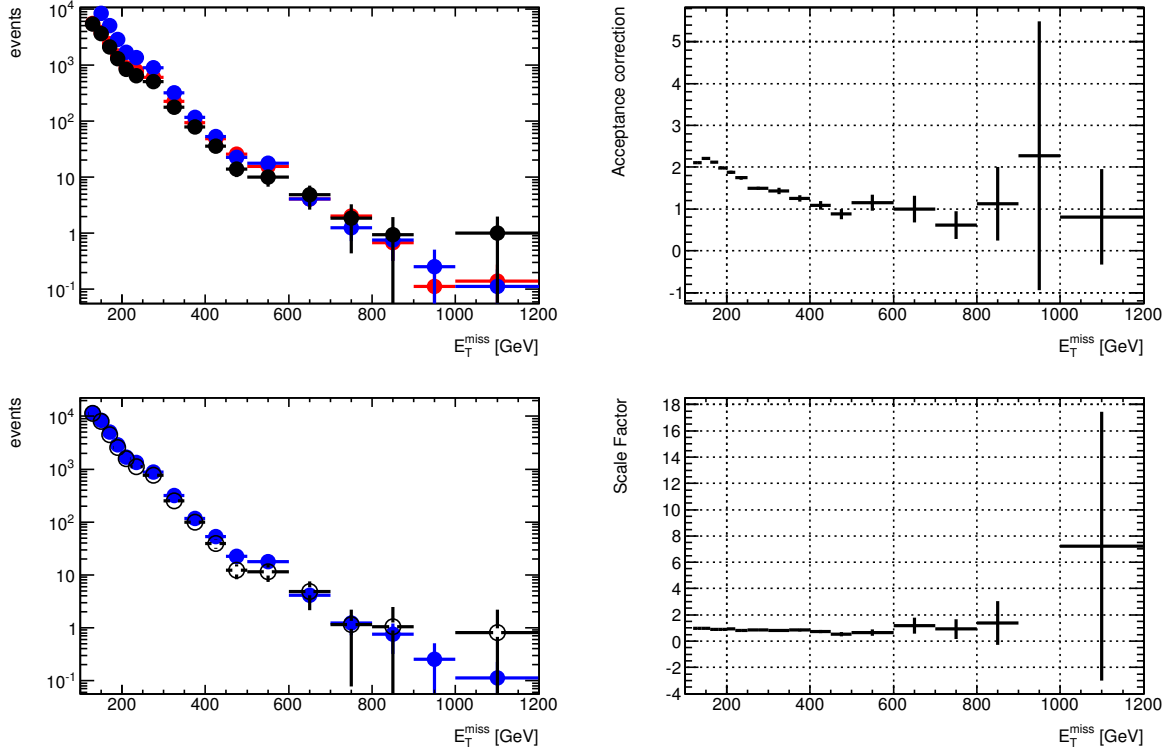 events
10^4
10^3
10^2
10
1
10^-1
200 400 600 800 1000 1200
E_T^miss [GeV]
Acceptance correction
5
4
3
2
1
0
-1
200 400 600 800 1000 1200
E_T^miss [GeV]
events
10^4
10^3
10^2
10
1
10^-1
200 400 600 800 1000 1200
E_T^miss [GeV]
Scale Factor
18
16
14
12
10
8
6
4
2
0
-2
-4
200 400 600 800 1000 1200
E_T^miss [GeV]